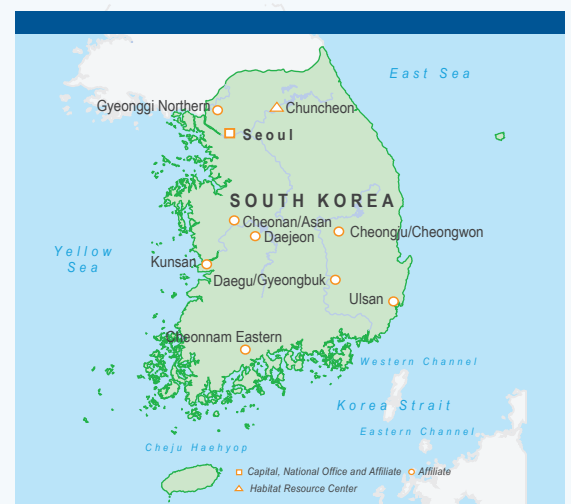 East Sea
Gyeonggi Northern
Chuncheon
Seoul
SOUTH KOREA
Cheonan/Asan
Daejeon
Cheongju/Cheongwon
Yellow
Sea
Kunsan
Daegu/Gyeongbuk
Ulsan
Cheonnam Eastern
Western Channel
Korea Strait
Eastern Channel
Cheju Haehyop
Capital, National Office and Affiliate Affiliate
Habitat Resource Center